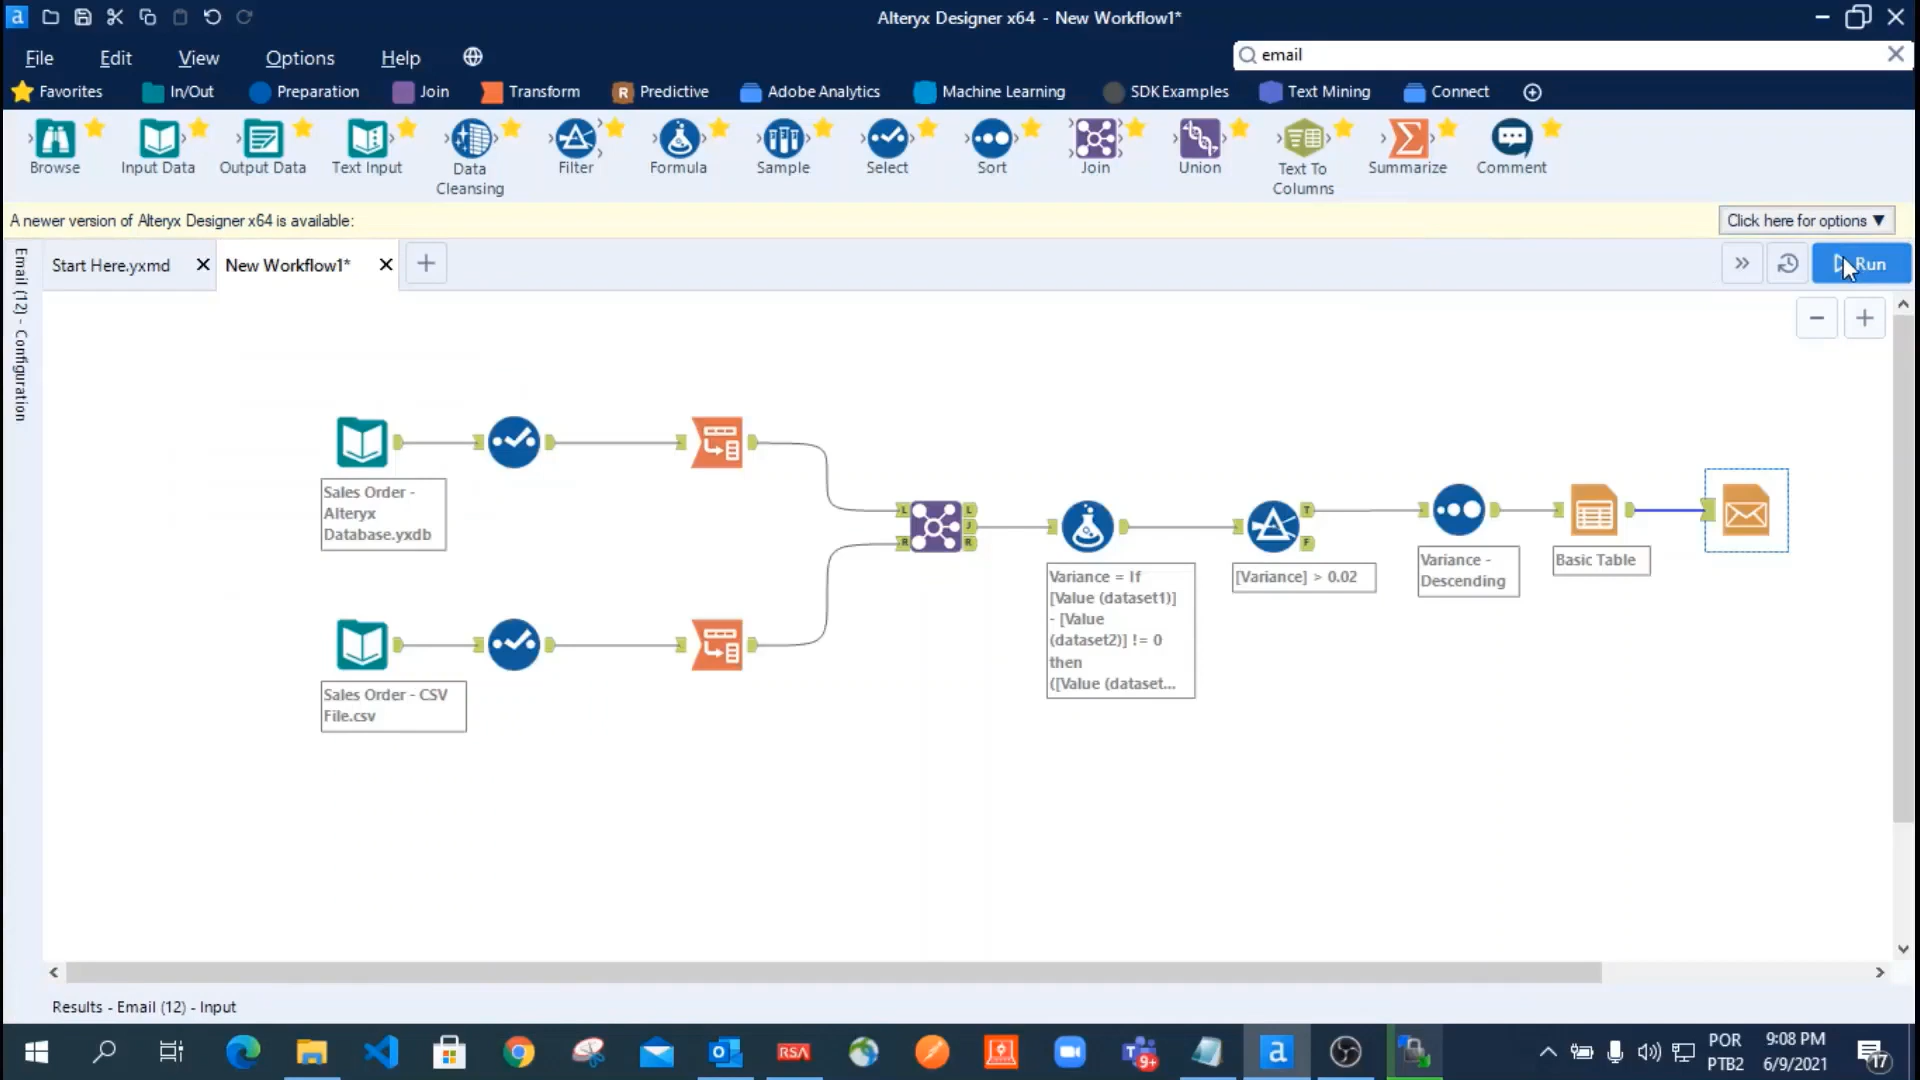 Alteryx Designer x64 - New Workflow1*
File Edit View Options Help
email
Favorites In/Out Preparation Join Transform Predictive Adobe Analytics Machine Learning SDK Examples Text Mining Connect
Browse Input Data Output Data Text Input Data Cleansing Filter Formula Sample Select Sort Join Union Text To Columns Summarize Comment
A newer version of Alteryx Designer x64 is available:
Click here for options ▼
Email (12) - Configuration
Start Here.yxmd
New Workflow1*
Run
Sales Order -
Alteryx
Database.yxdb
Sales Order - CSV
File.csv
L
R
L
J
R
Variance = If
[Value (dataset1)]
- [Value
(dataset2)] != 0
then
([Value (dataset...
T
F
[Variance] > 0.02
Variance -
Descending
Basic Table
Results - Email (12) - Input
RSA
9+
POR
PTB2
9:08 PM
6/9/2021
17